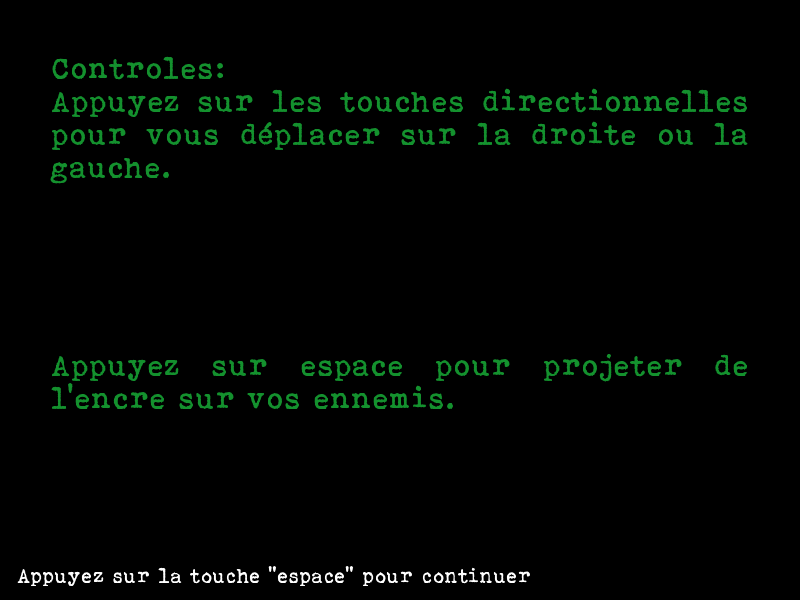 Controles:
Appuyez sur les touches directionnelles
pour vous déplacer sur la droite ou la
gauche.
Appuyez sur espace pour projeter de
l'encre sur vos ennemis.
Appuyez sur la touche "espace" pour continuer